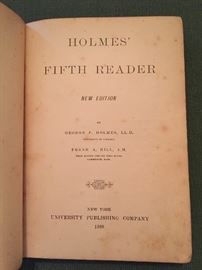 HOLMES'
FIFTH READER
NEW EDITION
BY
GEORGE F. HOLMES, LL.D.
FRANK A. HILL, A.M.
NEW YORK
UNIVERSITY PUBLISHING COMPANY